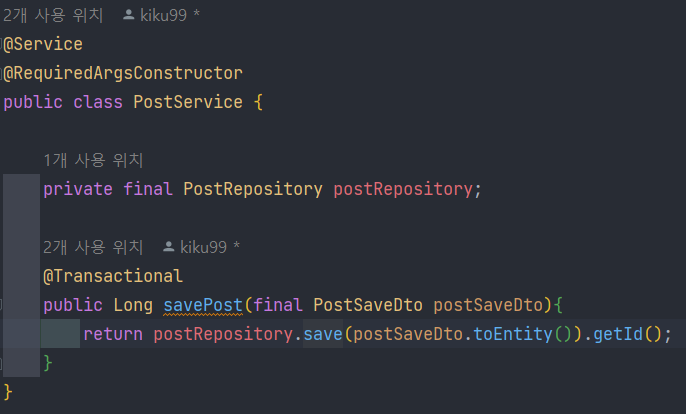 2개 사용 위치 kiku99 *
@Service
@RequiredArgsConstructor
public class PostService {
1개 사용 위치
private final PostRepository postRepository;
2개 사용 위치 kiku99 *
@Transactional
public Long savePost(final PostSaveDto postSaveDto){
return postRepository.save(postSaveDto.toEntity()).getId();
}
}